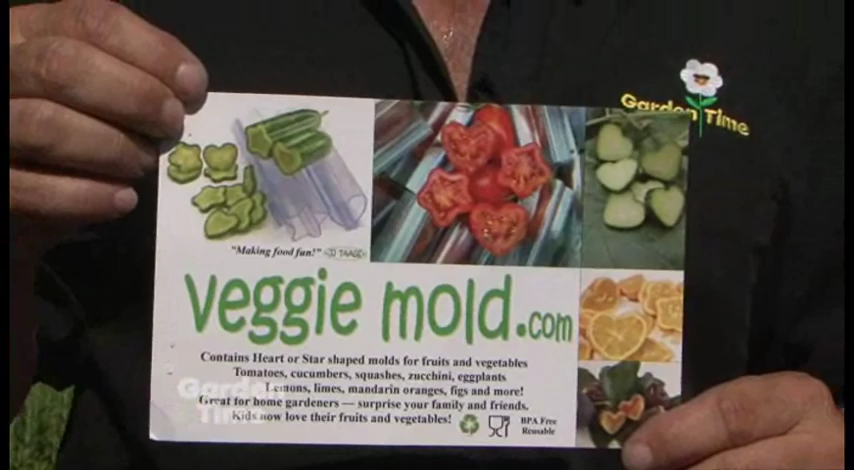 Garden Time
"Making food fun!"
veggie mold.com
Contains Heart or Star shaped molds for fruits and vegetables
Tomatoes, cucumbers, squashes, zucchini, eggplants
Lemons, limes, mandarin oranges, figs and more!
Great for home gardeners — surprise your family and friends.
Kids now love their fruits and vegetables!
BPA Free
Reusable
Garden
Time